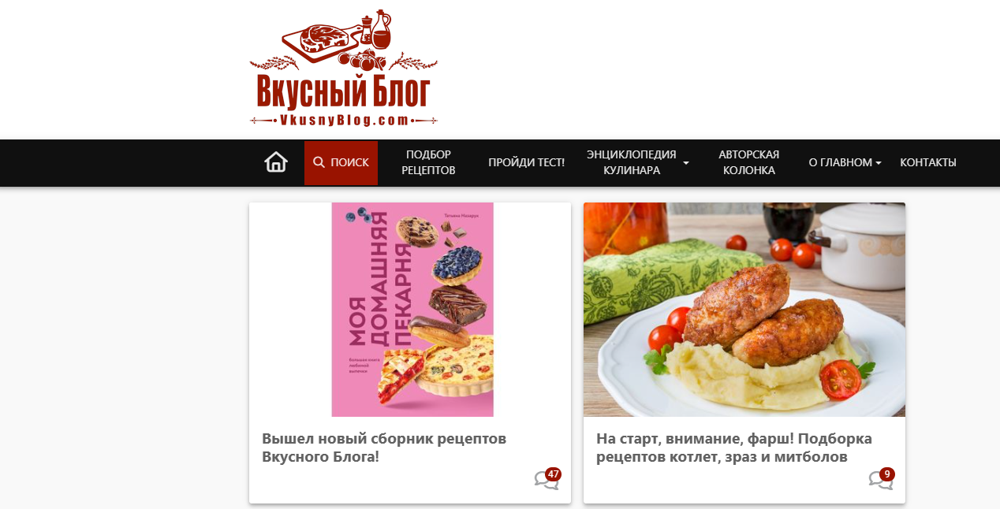 Вкусный Блог
VkusnyBlog.com
ПОИСК
ПОДБОР
РЕЦЕПТОВ
ПРОЙДИ ТЕСТ!
ЭНЦИКЛОПЕДИЯ
КУЛИНАРА
АВТОРСКАЯ
КОЛОНКА
О ГЛАВНОМ
КОНТАКТЫ
Татьяна Назарук
МОЯ
ДОМАШНЯЯ
ПЕКАРНЯ
большая книга
любимой
выпечки
Вышел новый сборник рецептов
Вкусного Блога!
47
На старт, внимание, фарш! Подборка
рецептов котлет, зраз и митболов
9